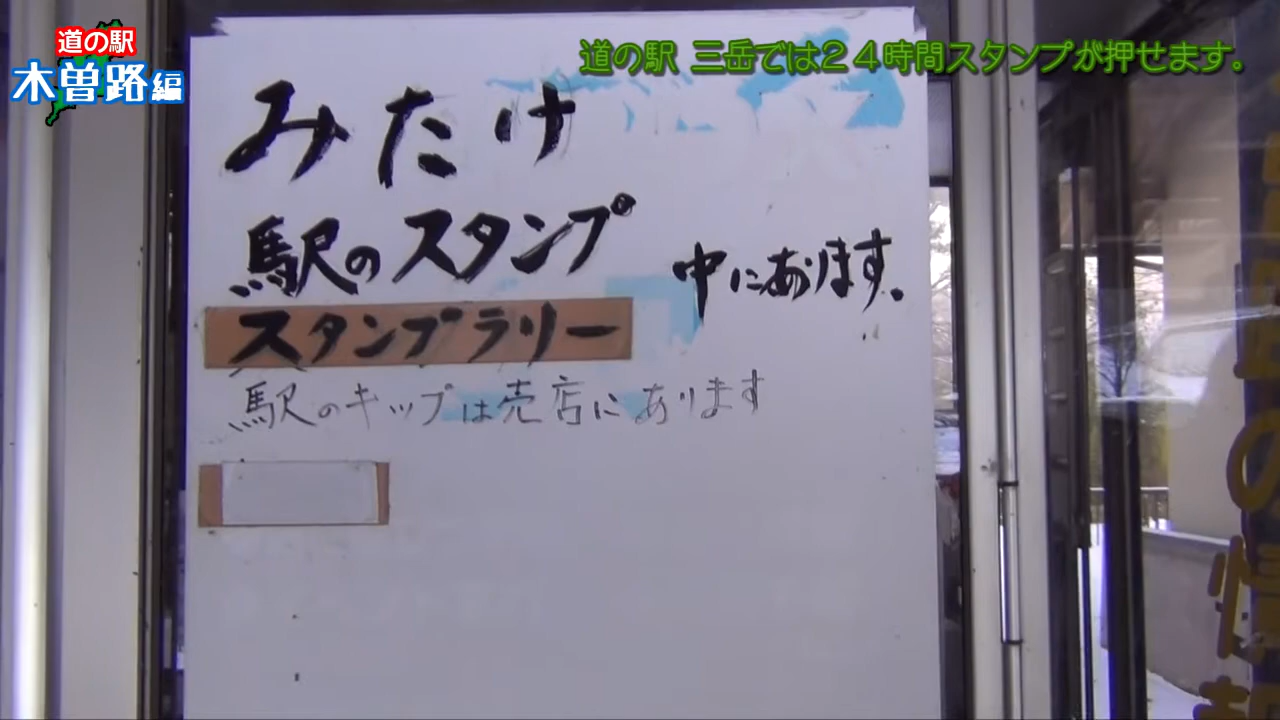 道の駅
木曽路編
道の駅 三岳では２４時間スタンプが押せます。
みたけ
駅のスタンプ
中にあります。
スタンプラリー
駅のキップは売店にあります
の情報